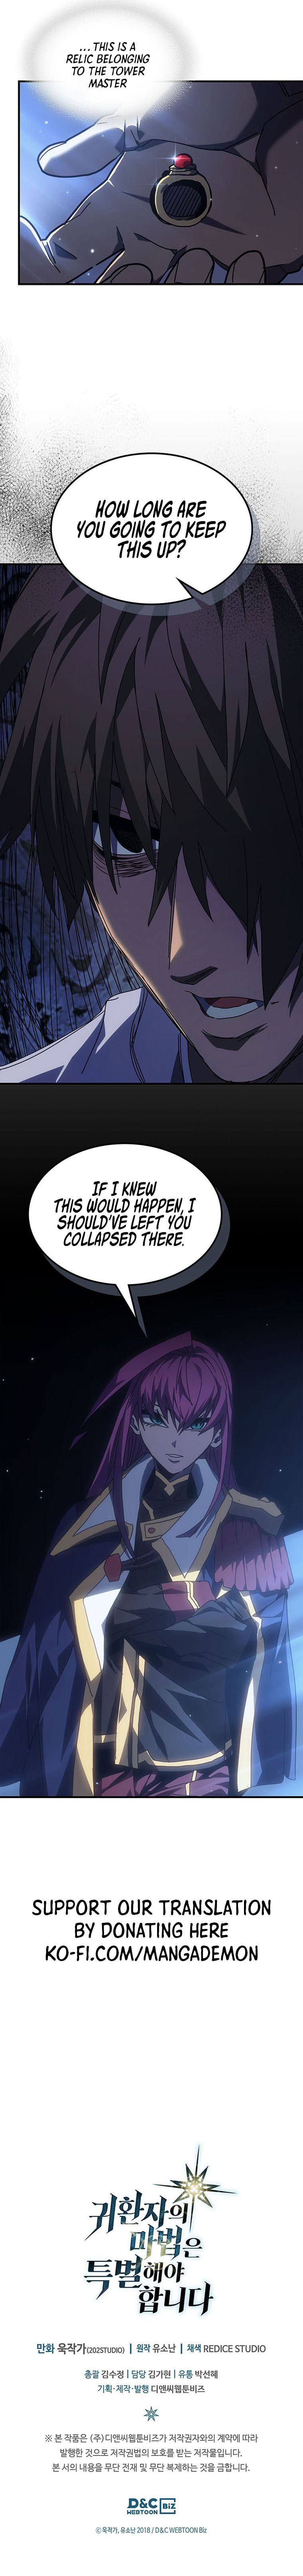 ...THIS IS A
RELIC BELONGING
TO THE TOWER
MASTER
HOW LONG ARE
YOU GOING TO KEEP
THIS UP?
IF I KNEW
THIS WOULD HAPPEN, I
SHOULD'VE LEFT YOU
COLLAPSED THERE.
SUPPORT OUR TRANSLATION
BY DONATING HERE
KO-FI.COM/MANGADEMON
귀환자의
마법은
특별해야
합니다
만화 욱작가(202STUDIO) | 원작 유소난 | 채색 REDICE STUDIO
총괄 김수정 | 담당 김가현 | 유통 박선혜
기획·제작·발행 디앤씨웹툰비즈
※ 본 작품은 (주)디앤씨웹툰비즈가 저작권자와의 계약에 따라
발행한 것으로 저작권법의 보호를 받는 저작물입니다.
본 서의 내용을 무단 전재 및 무단 복제하는 것을 금합니다.
D&C
WEBTOON BIZ
© 욱작가, 유소난 2018 / D&C WEBTOON Biz